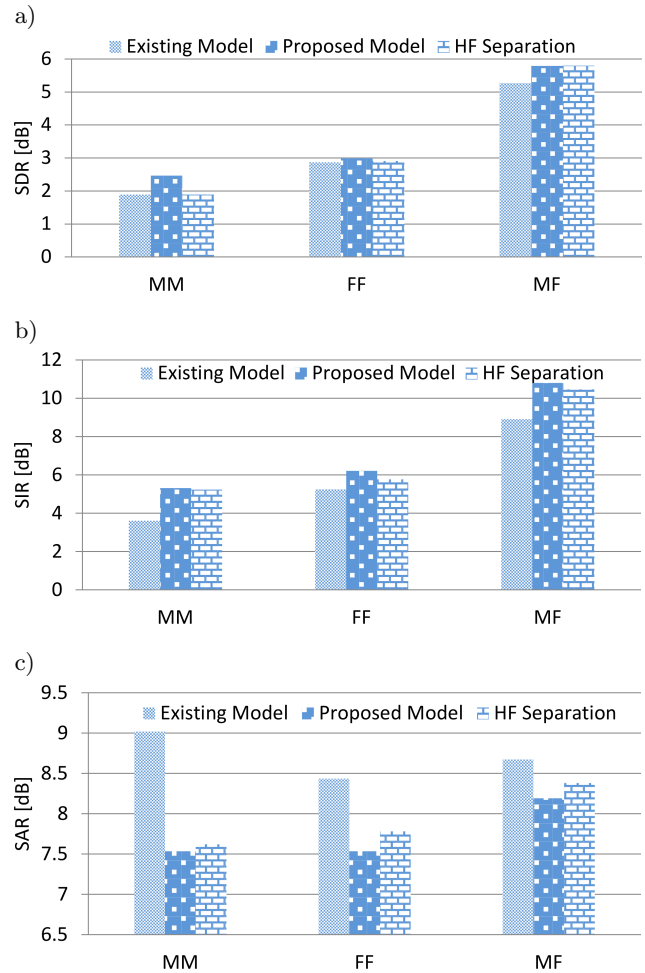 a)
Existing Model Proposed Model HF Separation
6
5
4
3
2
1
0
SDR [dB]
MM FF MF
b)
12
Existing Model Proposed Model HF Separation
10
8
6
4
2
0
SIR [dB]
MM FF MF
c)
9.5
Existing Model Proposed Model HF Separation
9
8.5
8
7.5
7
6.5
SAR [dB]
MM FF MF